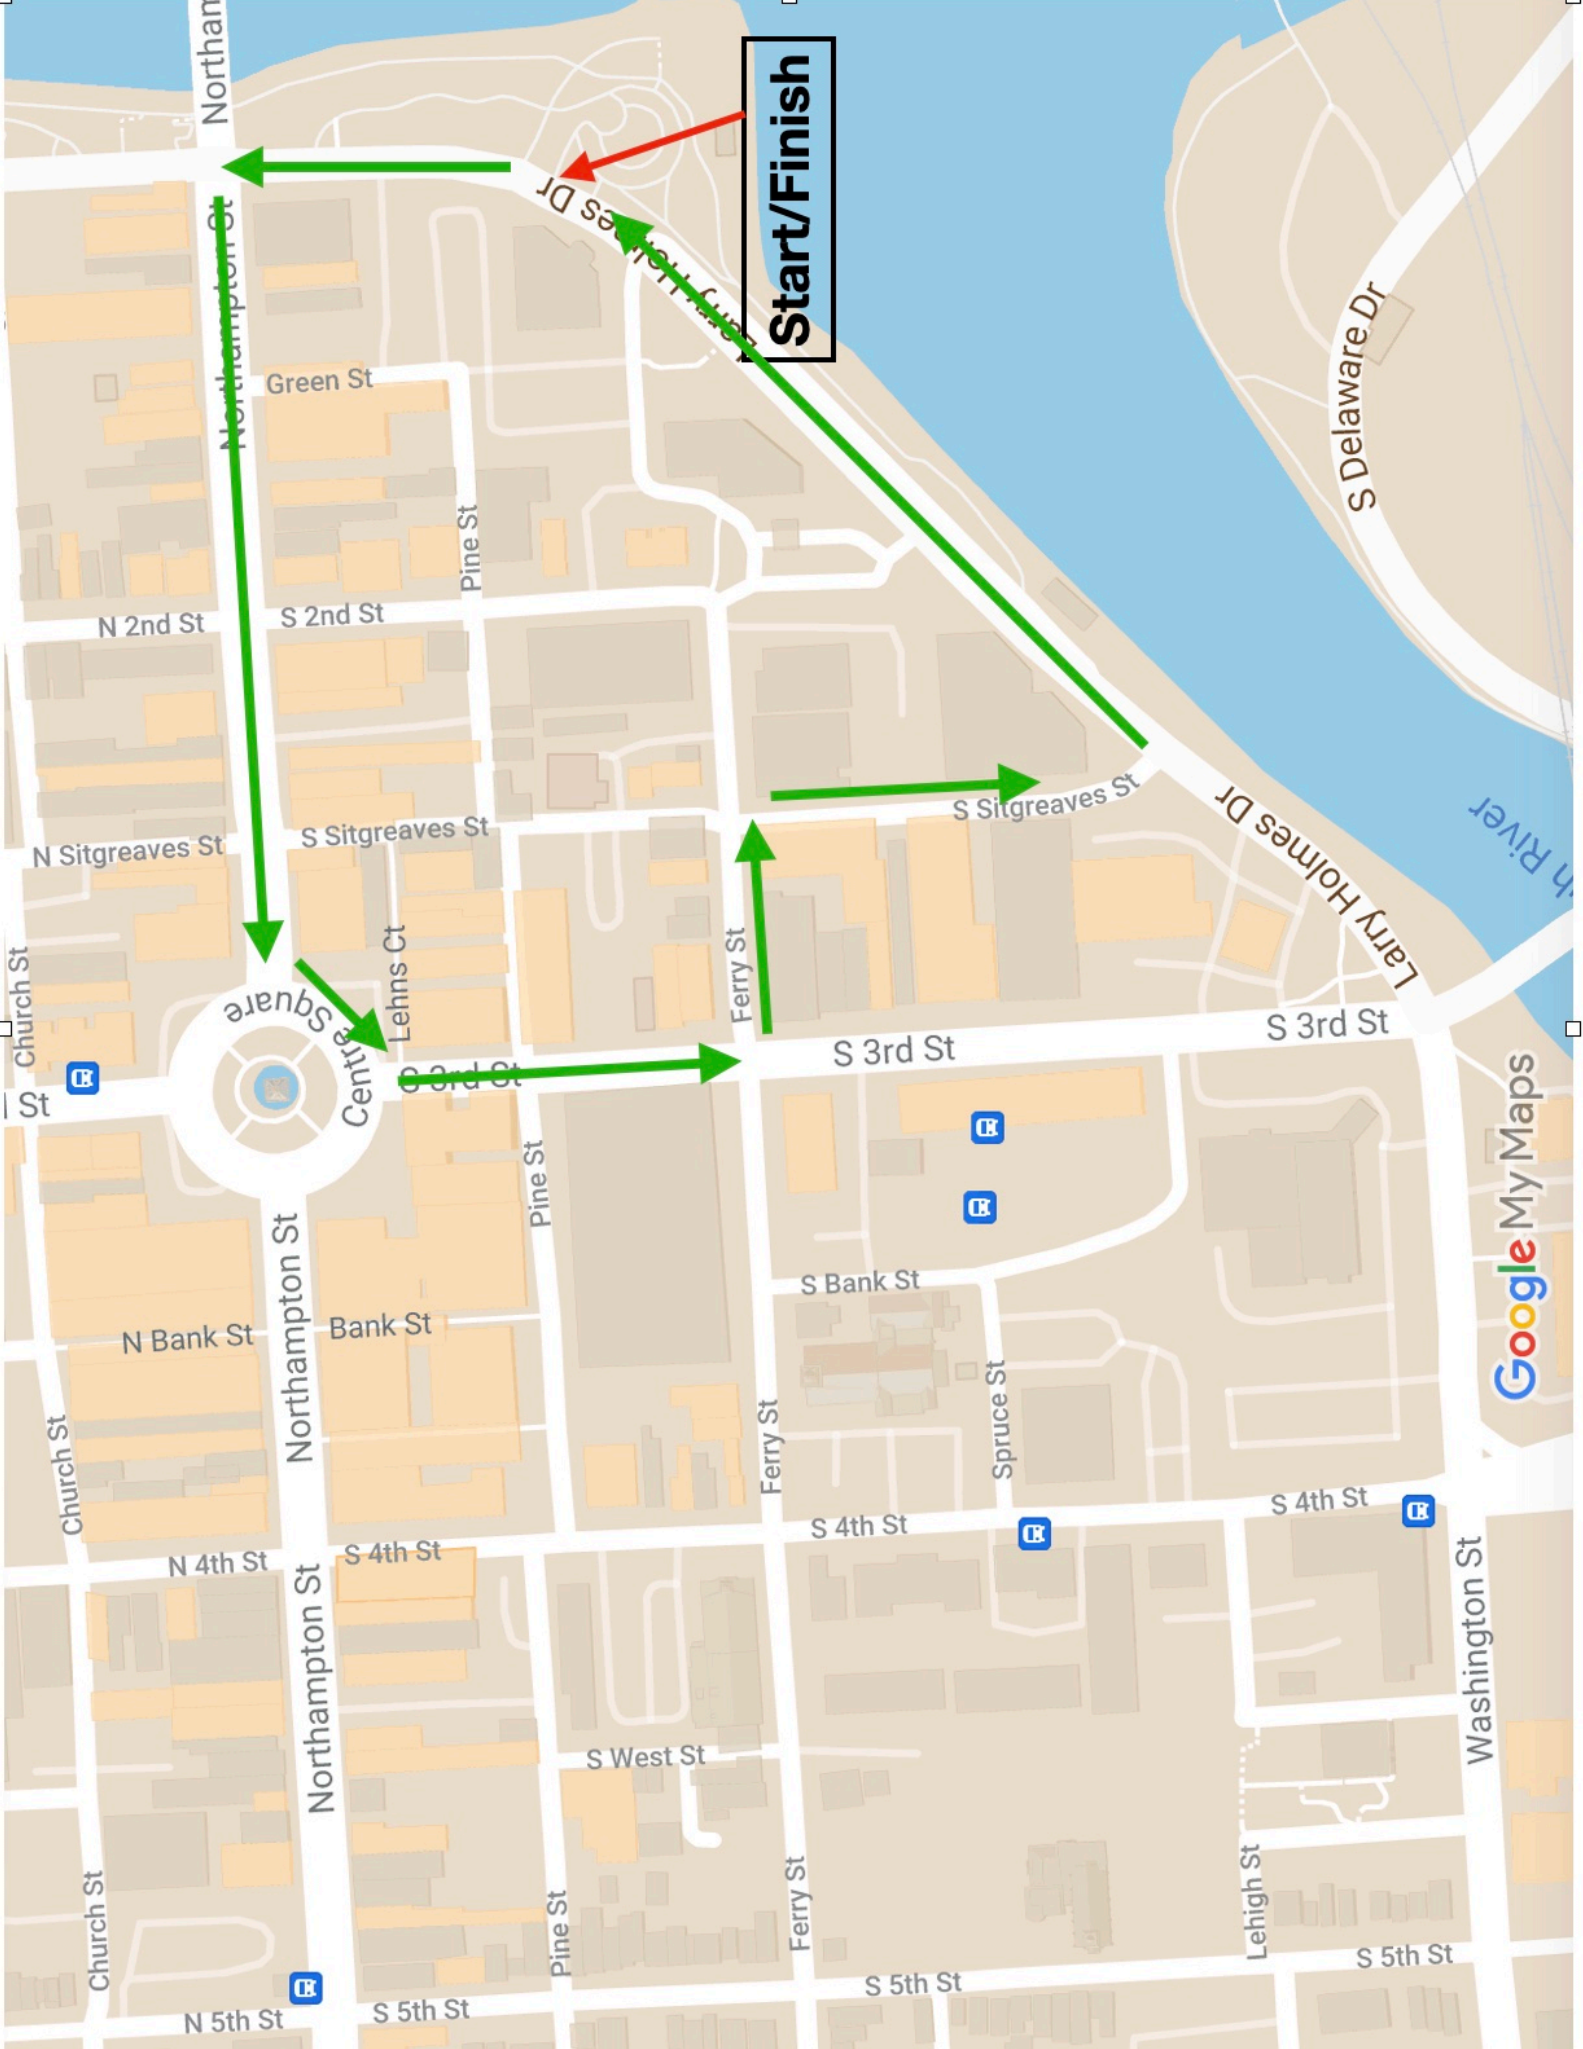 Northam
Start/Finish
Larry Holmes Dr
Northampton St
Green St
S Delaware Dr
Pine St
N 2nd St
S 2nd St
N Sitgreaves St
S Sitgreaves St
S Sitgreaves St
Larry Holmes Dr
h River
Church St
Centre Square
Lehns Ct
Ferry St
St
S 3rd St
S 3rd St
S 3rd St
Pine St
Northampton St
N Bank St
Bank St
S Bank St
Google My Maps
Church St
Ferry St
Spruce St
N 4th St
S 4th St
S 4th St
S 4th St
Northampton St
S West St
Washington St
Church St
Pine St
Ferry St
Lehigh St
N 5th St
S 5th St
S 5th St
S 5th St